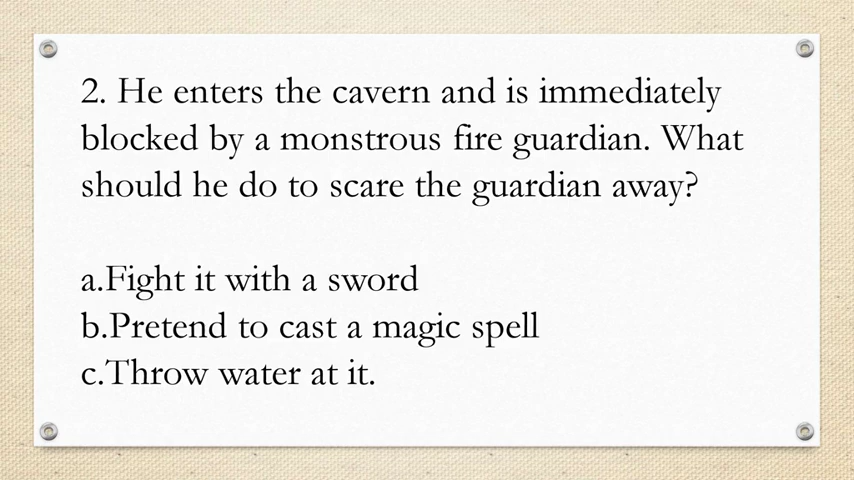 2. He enters the cavern and is immediately
blocked by a monstrous fire guardian. What
should he do to scare the guardian away?
a.Fight it with a sword
b.Pretend to cast a magic spell
c.Throw water at it.